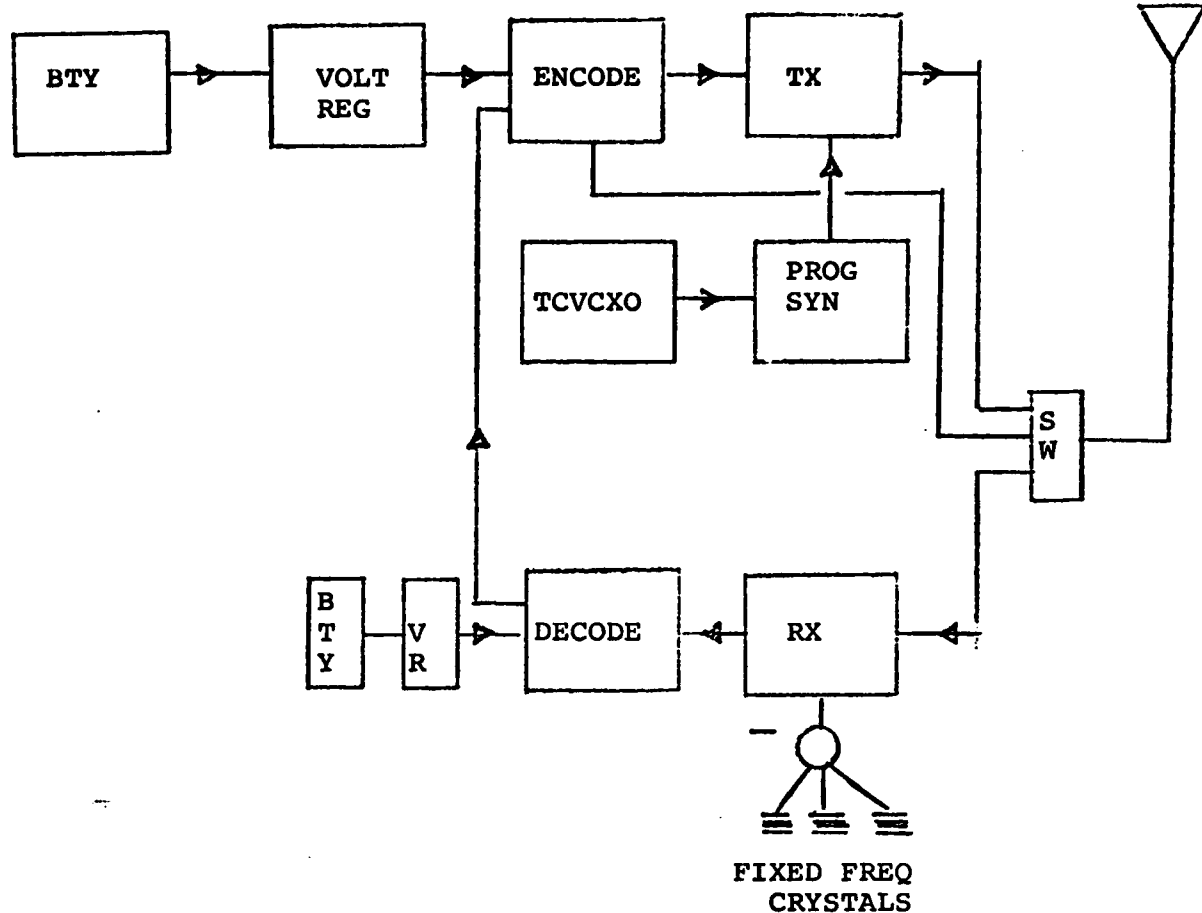 BTY
VOLT
REG
ENCODE
TX
TCVCXO
PROG
SYN
S
W
B
T
Y
V
R
DECODE
RX
FIXED FREQ
CRYSTALS